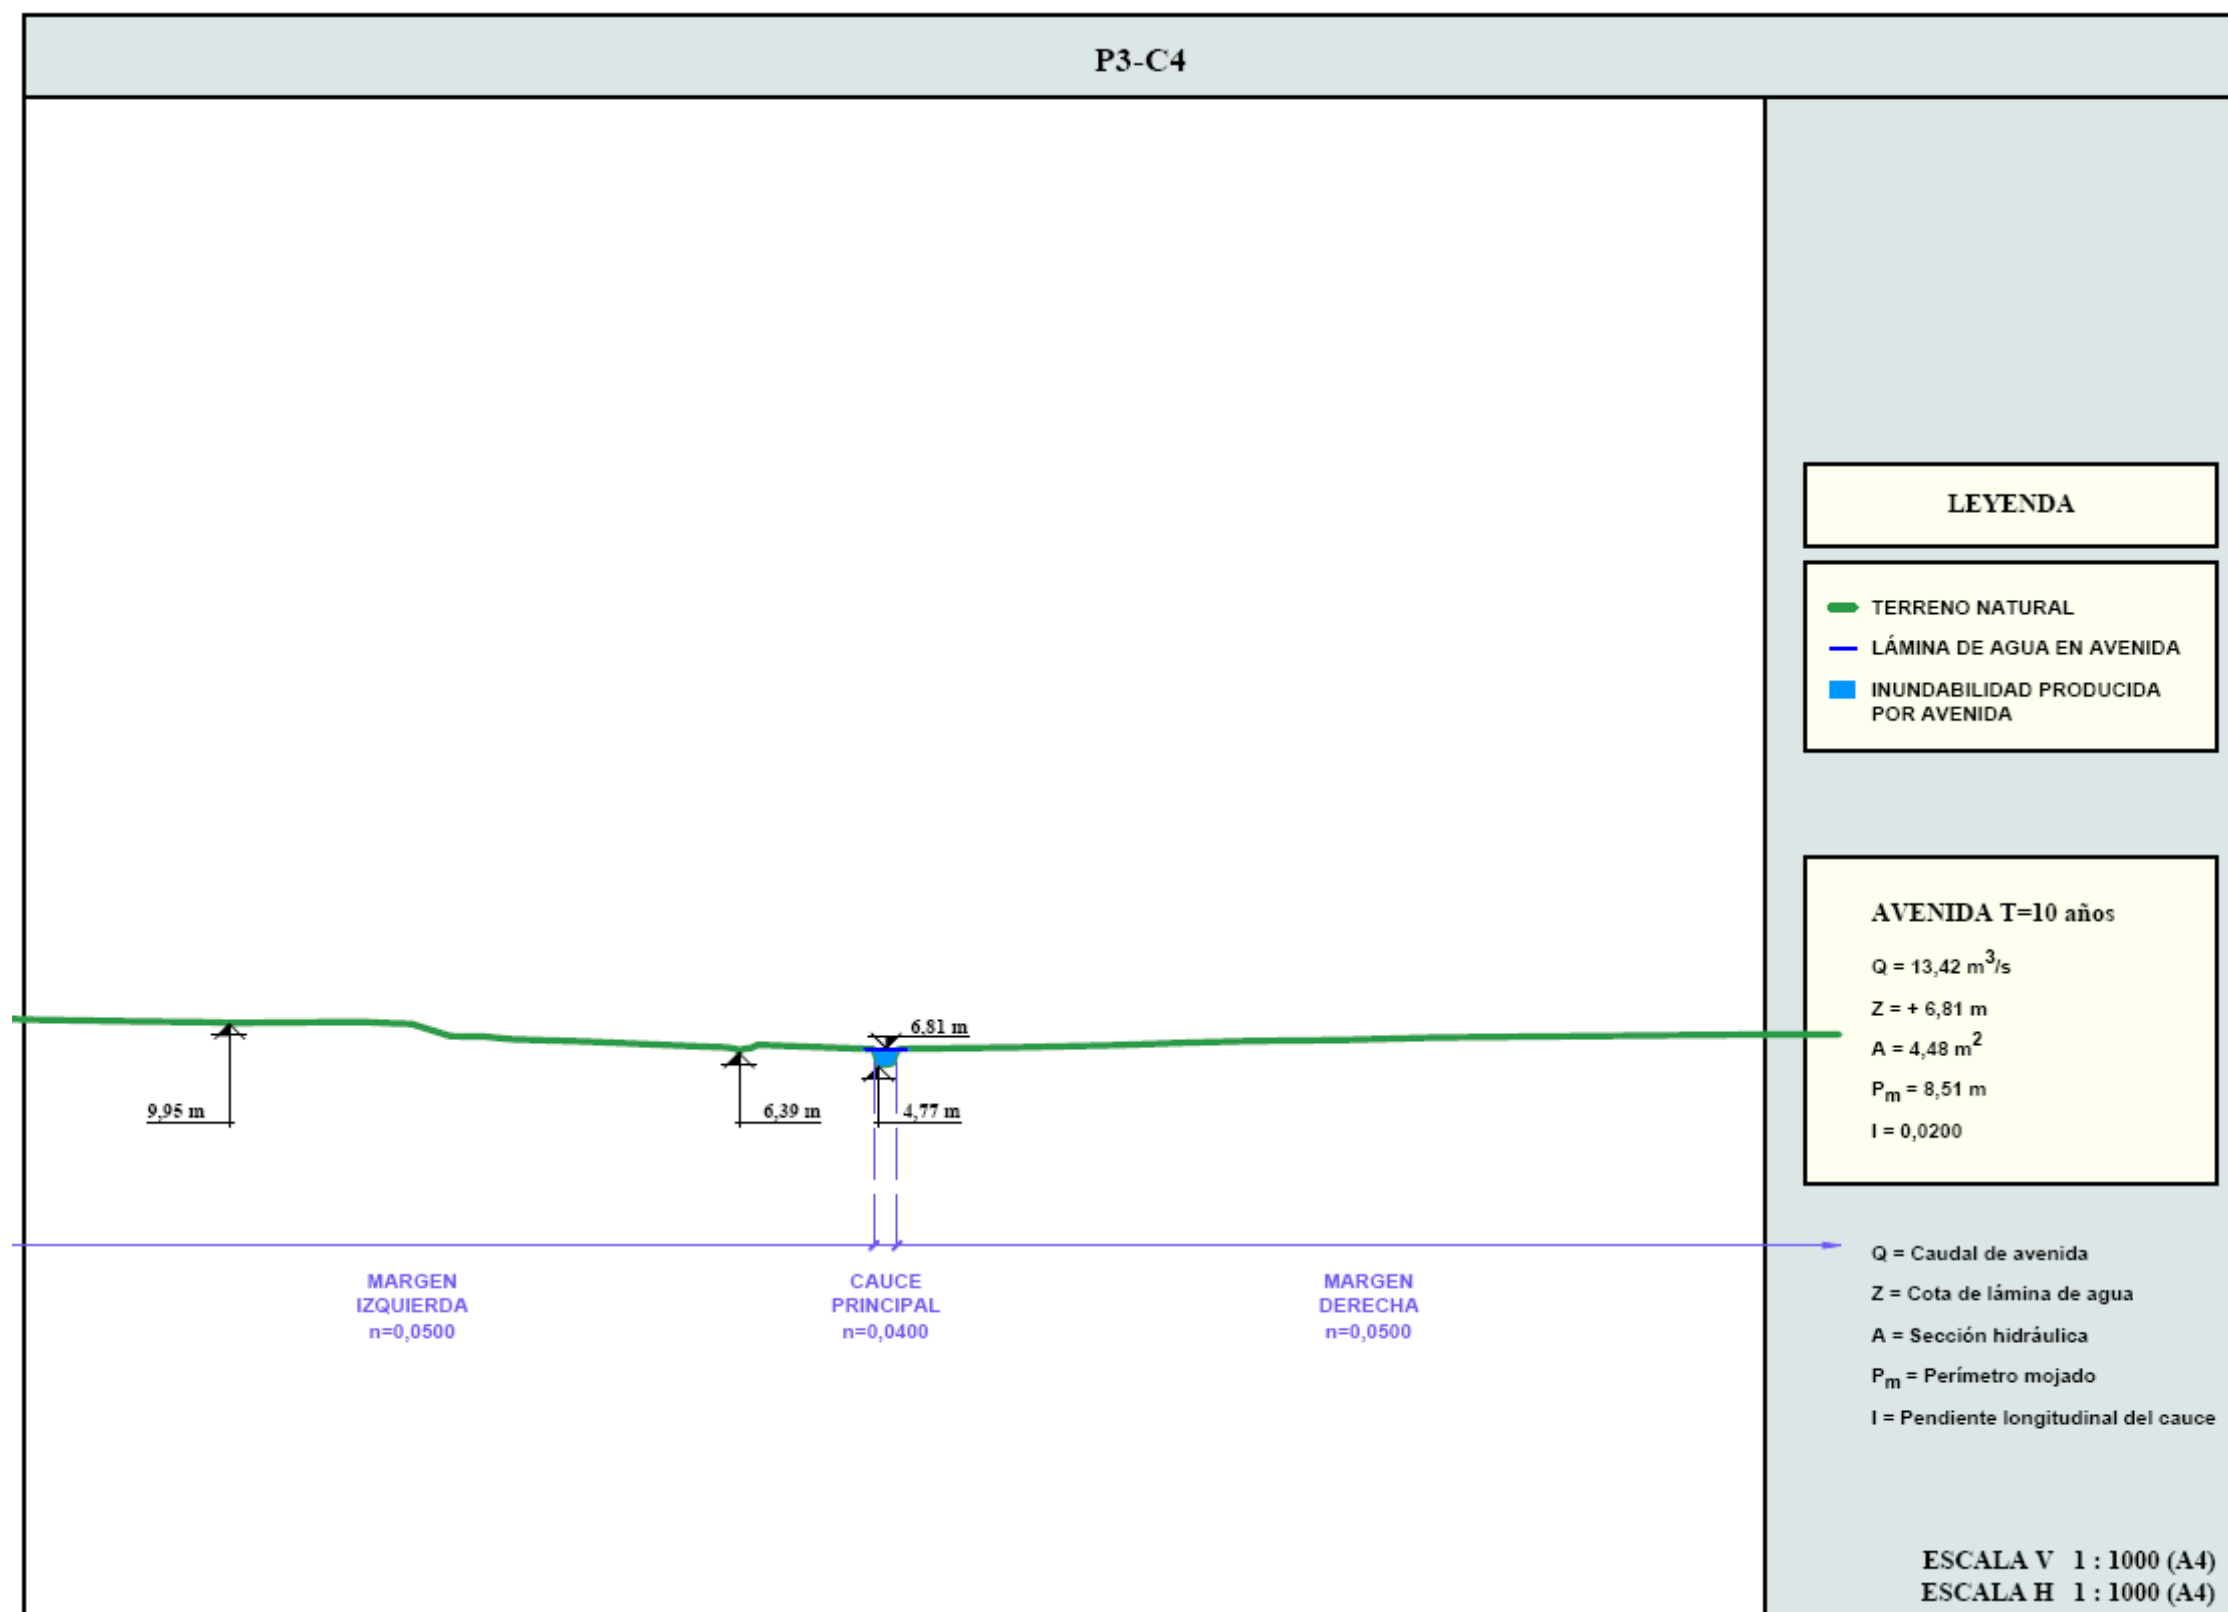 P3-C4
LEYENDA
TERRENO NATURAL
LÁMINA DE AGUA EN AVENIDA
INUNDABILIDAD PRODUCIDA
POR AVENIDA
AVENIDA T=10 años
Q = 13,42 m³/s
Z = + 6,81 m
A = 4,48 m²
Pm = 8,51 m
I = 0,0200
6,81 m
9,95 m
6,39 m
4,77 m
MARGEN
IZQUIERDA
n=0,0500
CAUCE
PRINCIPAL
n=0,0400
MARGEN
DERECHA
n=0,0500
Q = Caudal de avenida
Z = Cota de lámina de agua
A = Sección hidráulica
Pm = Perímetro mojado
I = Pendiente longitudinal del cauce
ESCALA V 1 : 1000 (A4)
ESCALA H 1 : 1000 (A4)